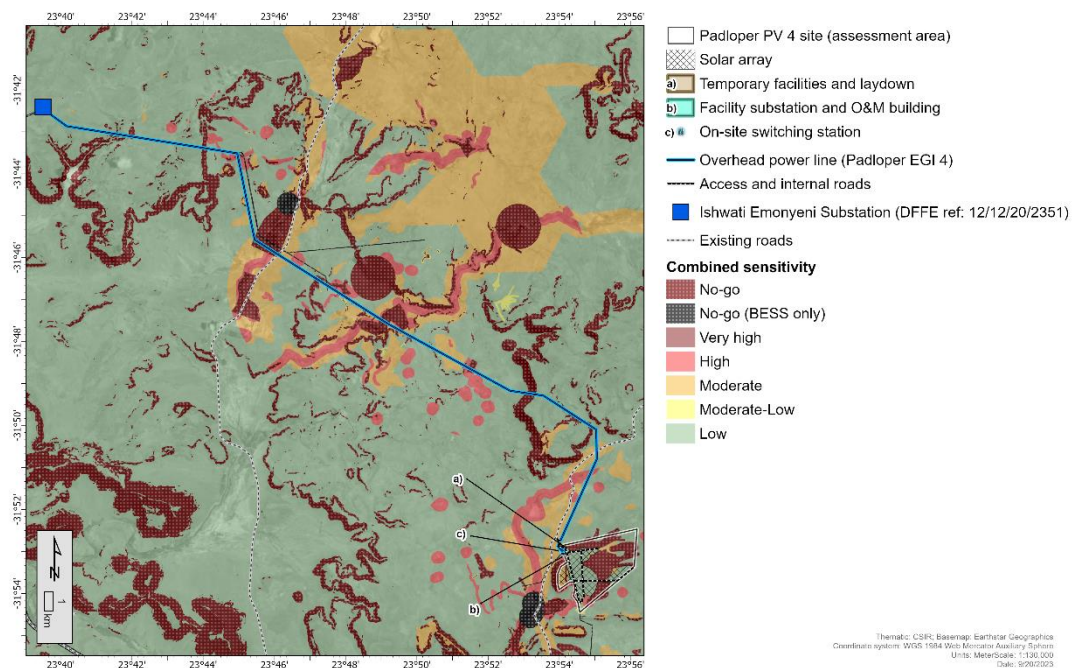 23°40' 23°42' 23°44' 23°46' 23°48' 23°50' 23°52' 23°54' 23°56'
-31°42'
-31°44'
-31°46'
-31°48'
-31°50'
-31°52'
-31°54'
a)
c)
b)
N
1
km
23°40' 23°42' 23°44' 23°46' 23°48' 23°50' 23°52' 23°54' 23°56'
Padloper PV 4 site (assessment area)
Solar array
a) Temporary facilities and laydown
b) Facility substation and O&M building
c) On-site switching station
Overhead power line (Padloper EGI 4)
Access and internal roads
Ishwati Emonyeni Substation (DFFE ref: 12/12/20/2351)
Existing roads
Combined sensitivity
No-go
No-go (BESS only)
Very high
High
Moderate
Moderate-Low
Low
Thematic: CSIR; Basemap: Earthstar Geographics
Coordinate system: WGS 1984 Web Mercator Auxiliary Sphere
Units: MeterScale: 1:130,000
Date: 9/20/2023